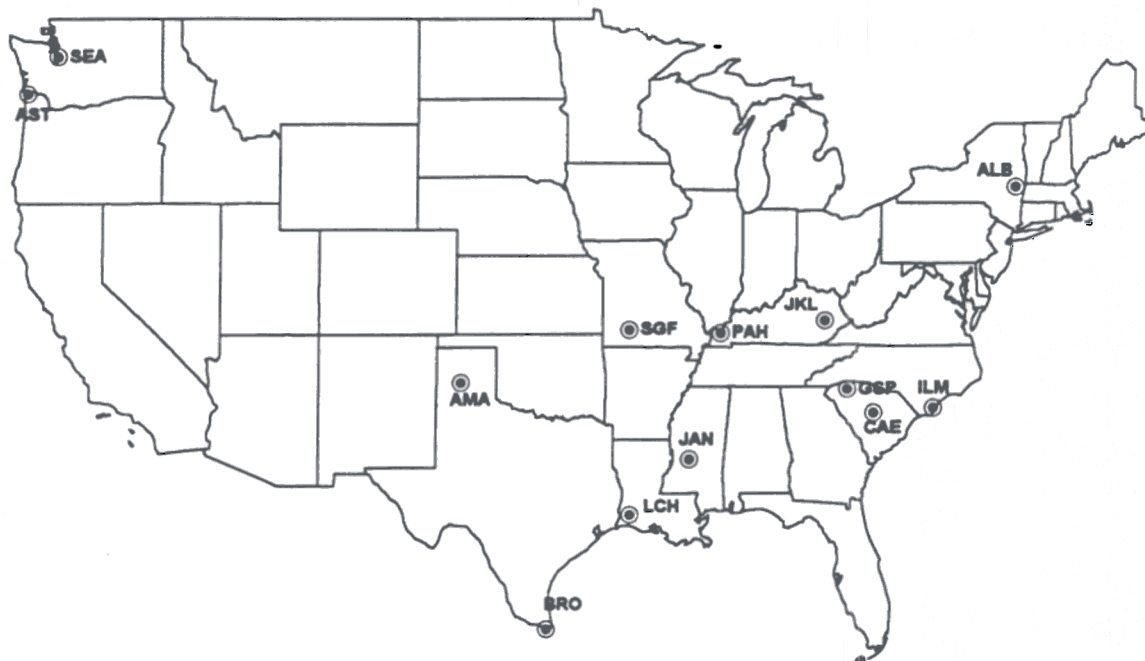 SEA
AST
ALB
JKL
SGF
PAH
AMA
GSP
ILM
CAE
JAN
LCH
BRO